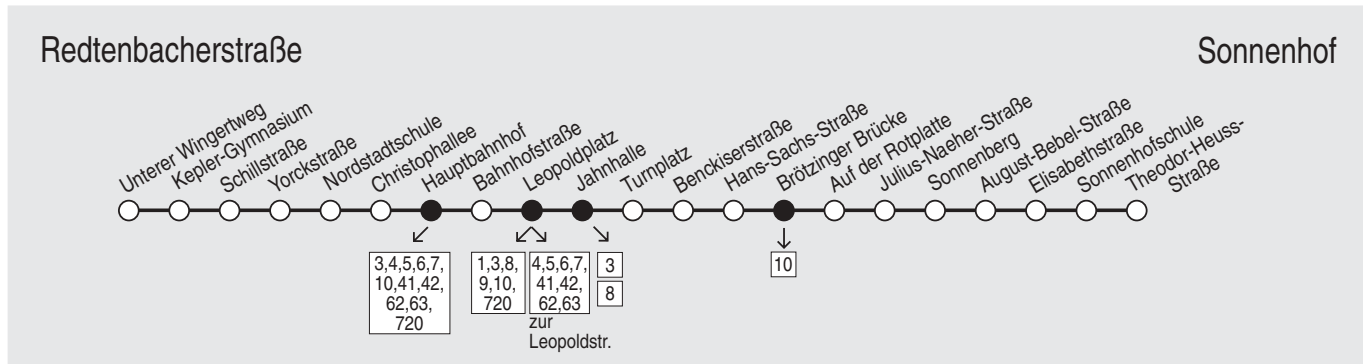 Redtenbacherstraße
Sonnenhof
Unterer Wingertweg
Kepler-Gymnasium
Schillstraße
Yorckstraße
Nordstadtschule
Christophallee
Hauptbahnhof
Bahnhofstraße
Leopoldplatz
Jahnhalle
Turnplatz
Benckiserstraße
Hans-Sachs-Straße
Brötzinger Brücke
Auf der Rotplatte
Julius-Naeher-Straße
Sonnenberg
August-Bebel-Straße
Elisabethstraße
Sonnenhofschule
Theodor-Heuss-
Straße
3,4,5,6,7,
10,41,42,
62,63,
720
1,3,8,
9,10,
720
4,5,6,7,
41,42,
62,63
zur
Leopoldstr.
3
8
10